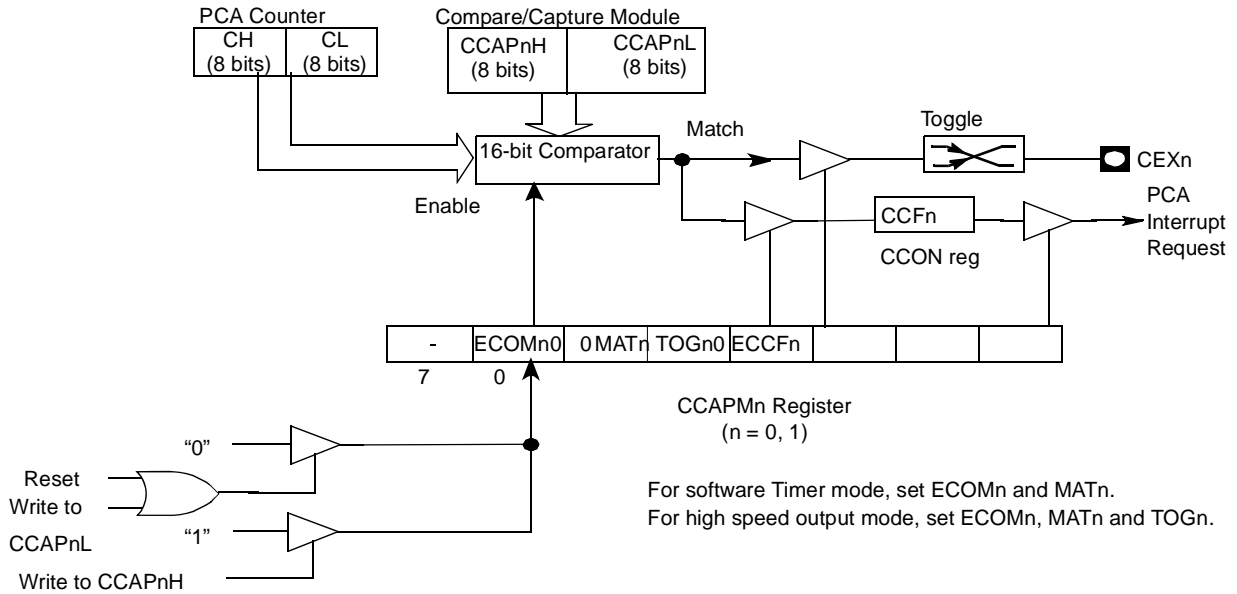 PCA Counter
CH
(8 bits)
CL
(8 bits)
Compare/Capture Module
CCAPnH
(8 bits)
CCAPnL
(8 bits)
16-bit Comparator
Match
Toggle
CEXn
Enable
CCFn
CCON reg
PCA
Interrupt
Request
- ECOMn0 0 MATn TOGn0 ECCFn
7 0
CCAPMn Register
(n = 0, 1)
“0”
Reset
Write to
CCAPnL
“1”
Write to CCAPnH
For software Timer mode, set ECOMn and MATn.
For high speed output mode, set ECOMn, MATn and TOGn.